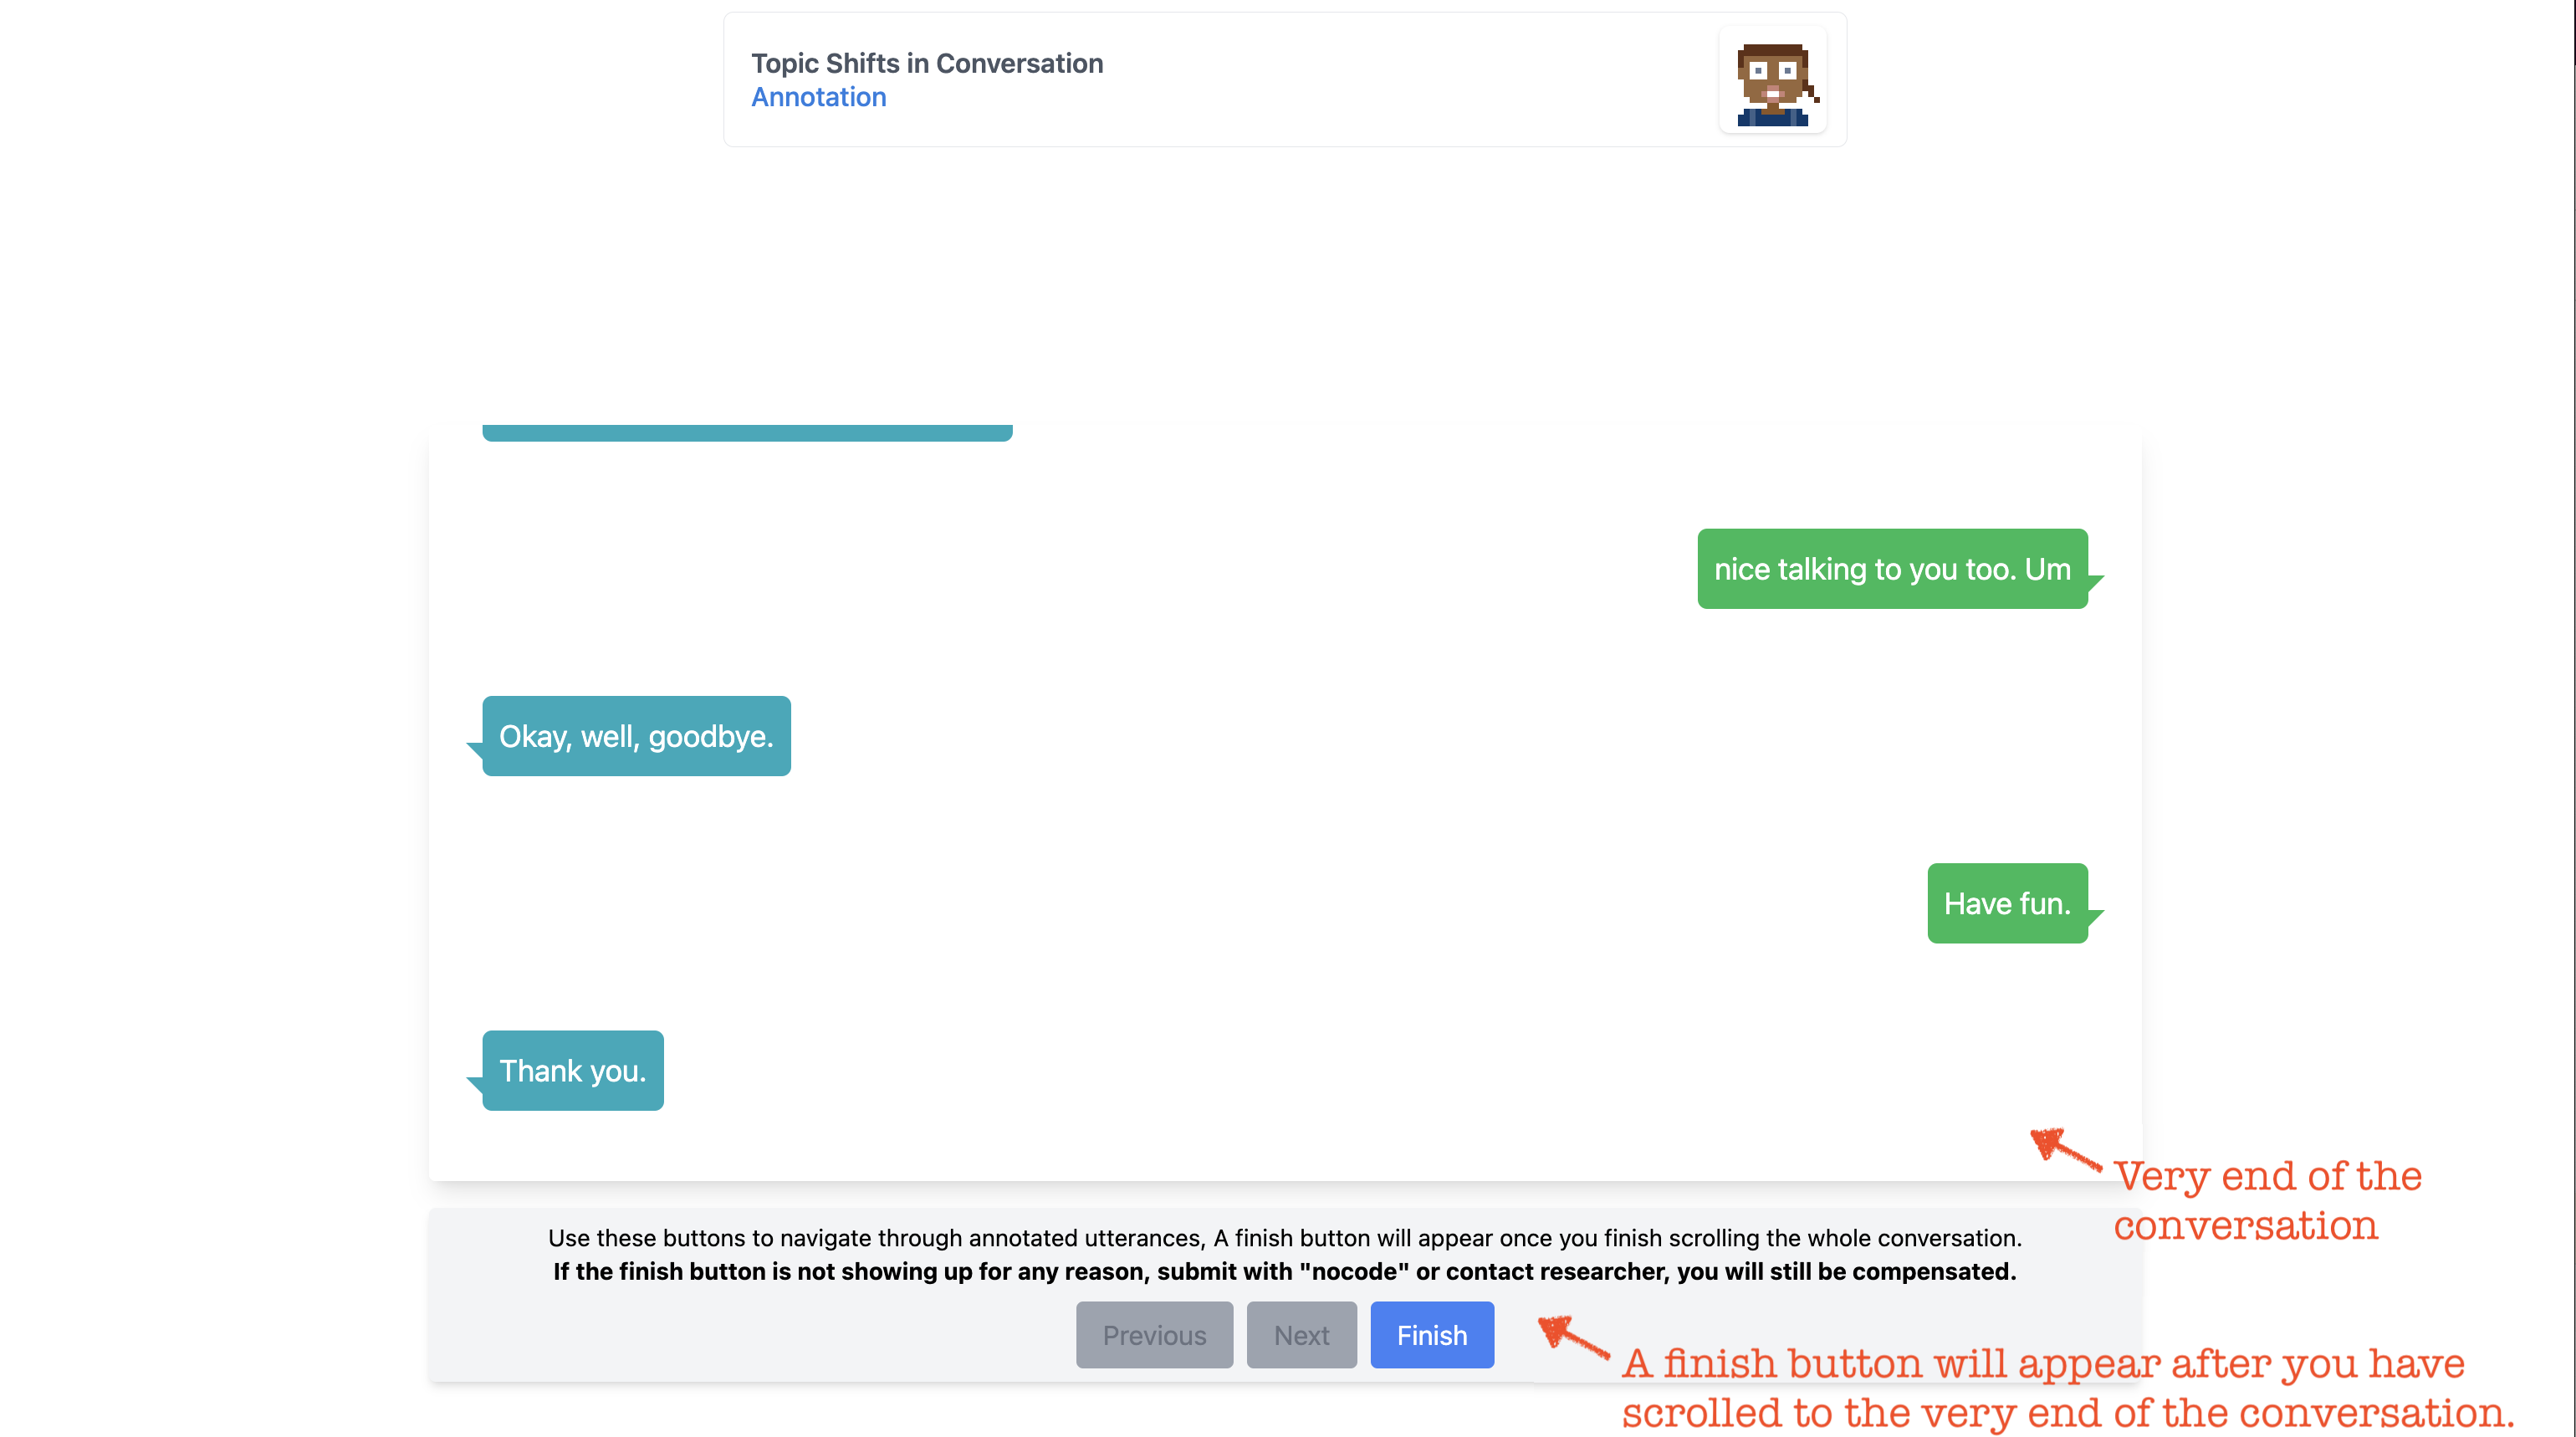 Topic Shifts in Conversation
Annotation
nice talking to you too. Um
Okay, well, goodbye.
Have fun.
Thank you.
Very end of the
conversation
Use these buttons to navigate through annotated utterances, A finish button will appear once you finish scrolling the whole conversation.
If the finish button is not showing up for any reason, submit with "nocode" or contact researcher, you will still be compensated.
Previous
Next
Finish
A finish button will appear after you have
scrolled to the very end of the conversation.